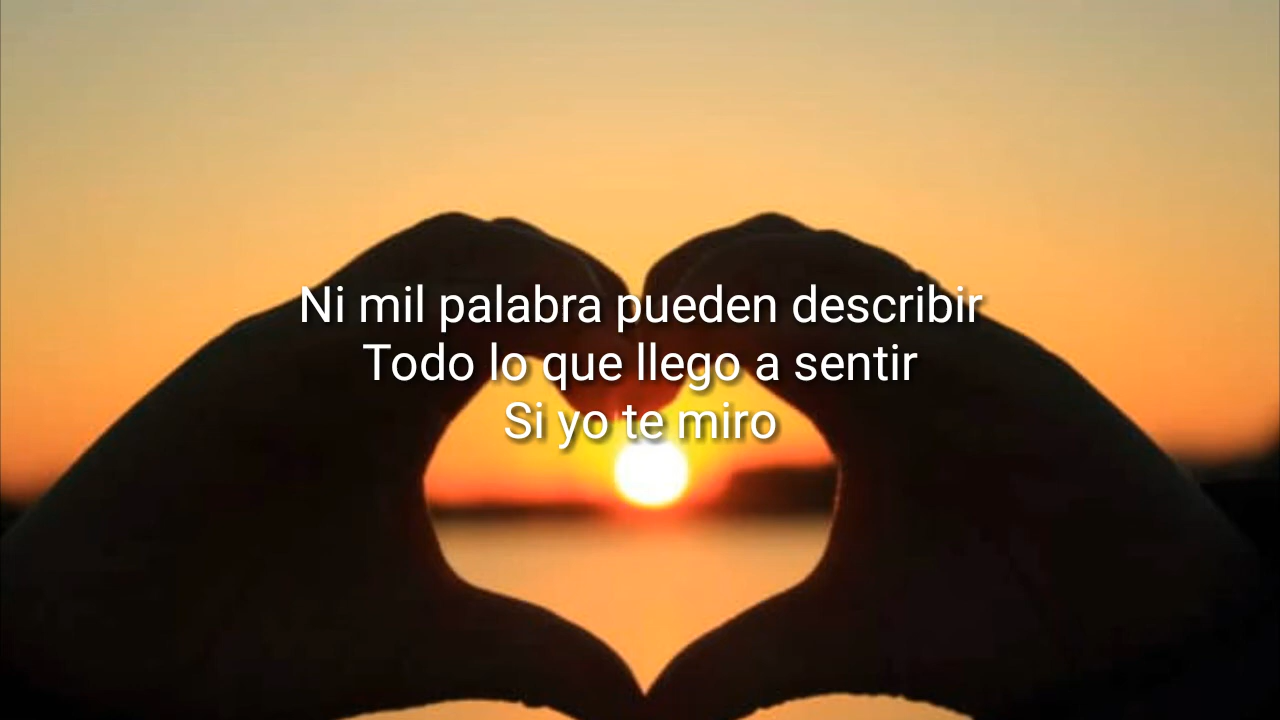 Ni mil palabra pueden describir
Todo lo que llego a sentir
Si yo te miro